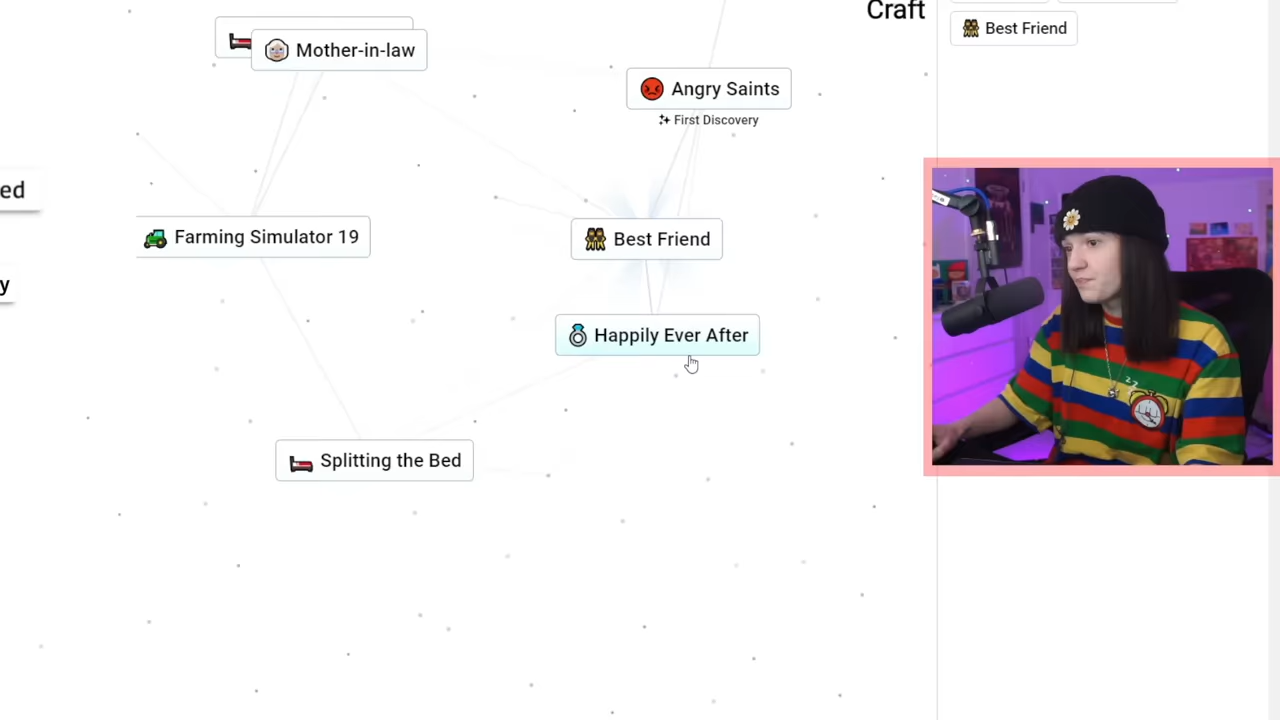 Craft
Best Friend
Mother-in-law
Angry Saints
First Discovery
ed
Farming Simulator 19
Best Friend
y
Happily Ever After
Splitting the Bed